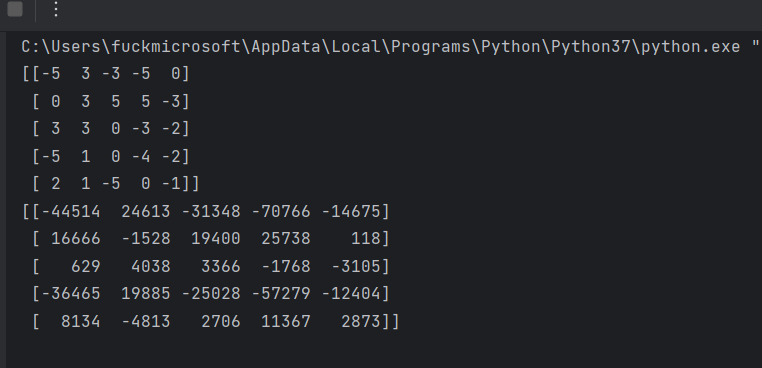 C:\Users\fuckmicrosoft\AppData\Local\Programs\Python\Python37\python.exe "
[[-5  3 -3 -5  0]
 [ 0  3  5  5 -3]
 [ 3  3  0 -3 -2]
 [-5  1  0 -4 -2]
 [ 2  1 -5  0 -1]]
[[-44514  24613 -31348 -70766 -14675]
 [ 16666  -1528  19400  25738    118]
 [   629   4038   3366  -1768  -3105]
 [-36465  19885 -25028 -57279 -12404]
 [  8134  -4813   2706  11367   2873]]